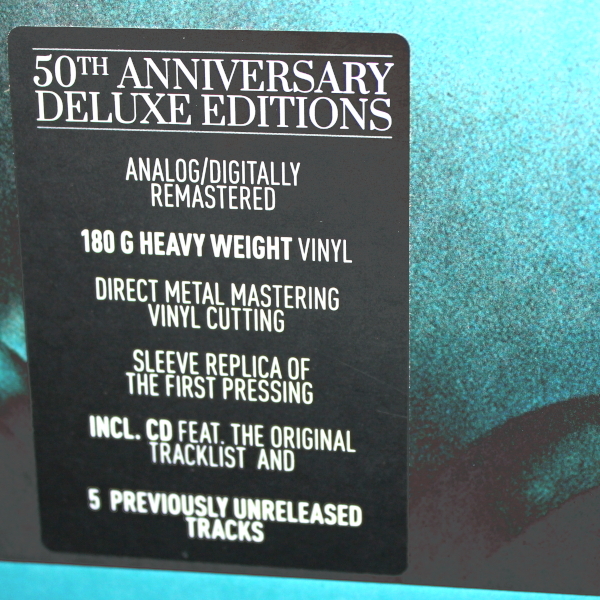 50TH ANNIVERSARY
DELUXE EDITIONS
ANALOG/DIGITALLY
REMASTERED
180 G HEAVY WEIGHT VINYL
DIRECT METAL MASTERING
VINYL CUTTING
SLEEVE REPLICA OF
THE FIRST PRESSING
INCL. CD FEAT. THE ORIGINAL
TRACKLIST AND
5 PREVIOUSLY UNRELEASED
TRACKS